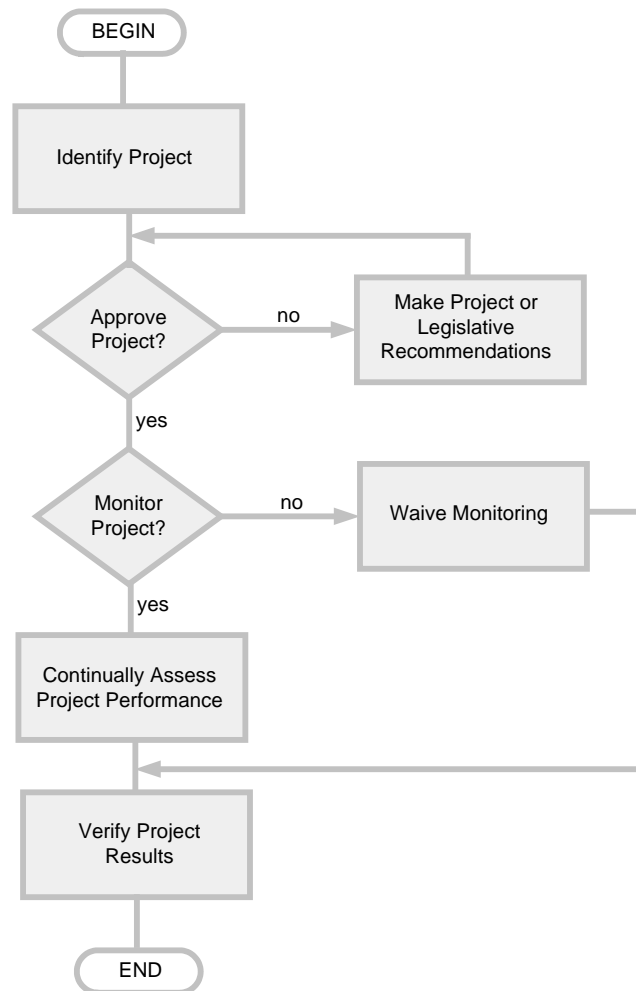 BEGIN
Identify Project
Approve
Project?
no
Make Project or
Legislative
Recommendations
yes
Monitor
Project?
no
Waive Monitoring
yes
Continually Assess
Project Performance
Verify Project
Results
END